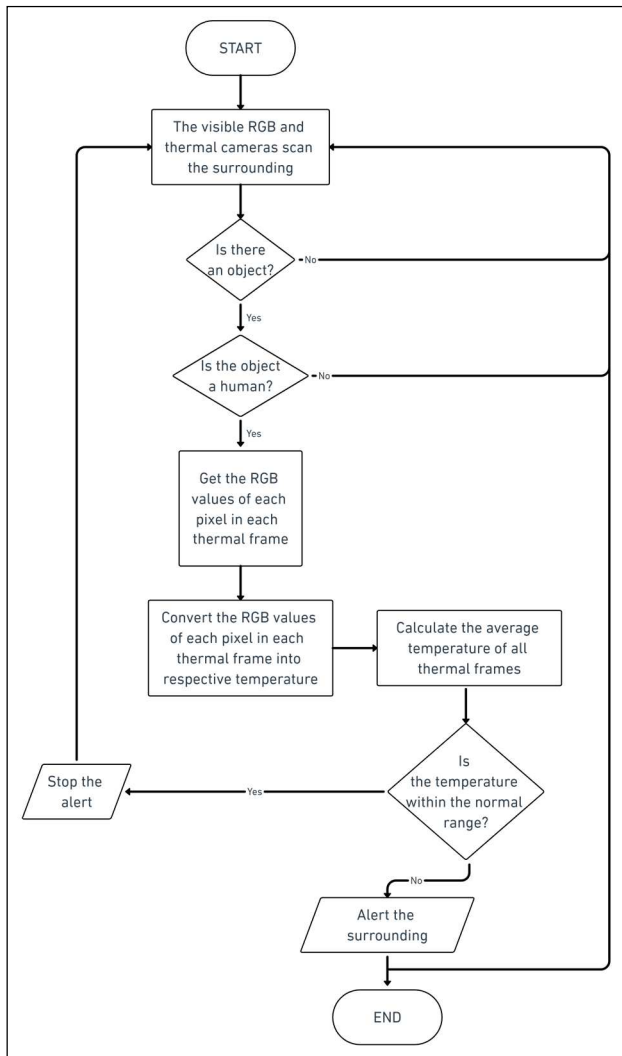 START
The visible RGB and
thermal cameras scan
the surrounding
Is there
an object?
No
Yes
Is the object
a human?
No
Yes
Get the RGB
values of each
pixel in each
thermal frame
Convert the RGB values
of each pixel in each
thermal frame into
respective temperature
Calculate the average
temperature of all
thermal frames
Is
the temperature
within the normal
range?
Yes
Stop the
alert
No
Alert the
surrounding
END